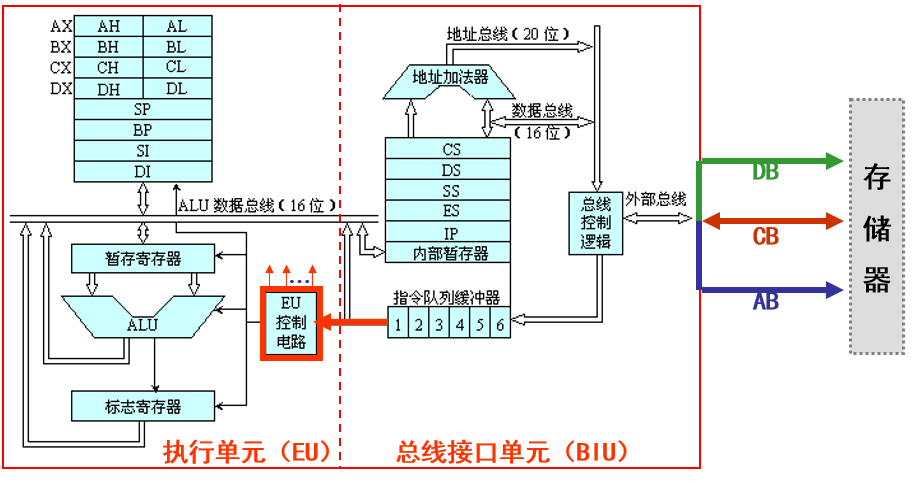 AX AH AL
BX BH BL
CX CH CL
DX DH DL
SP
BP
SI
DI
ALU数据总线(16位)
暂存寄存器
ALU
标志寄存器
EU
控制
电路
执行单元(EU)
地址总线(20位)
地址加法器
数据总线
(16位)
CS
DS
SS
ES
IP
内部暂存器
指令队列缓冲器
1 2 3 4 5 6
总线
控制
逻辑
外部总线
总线接口单元(BIU)
DB
CB
AB
存
储
器